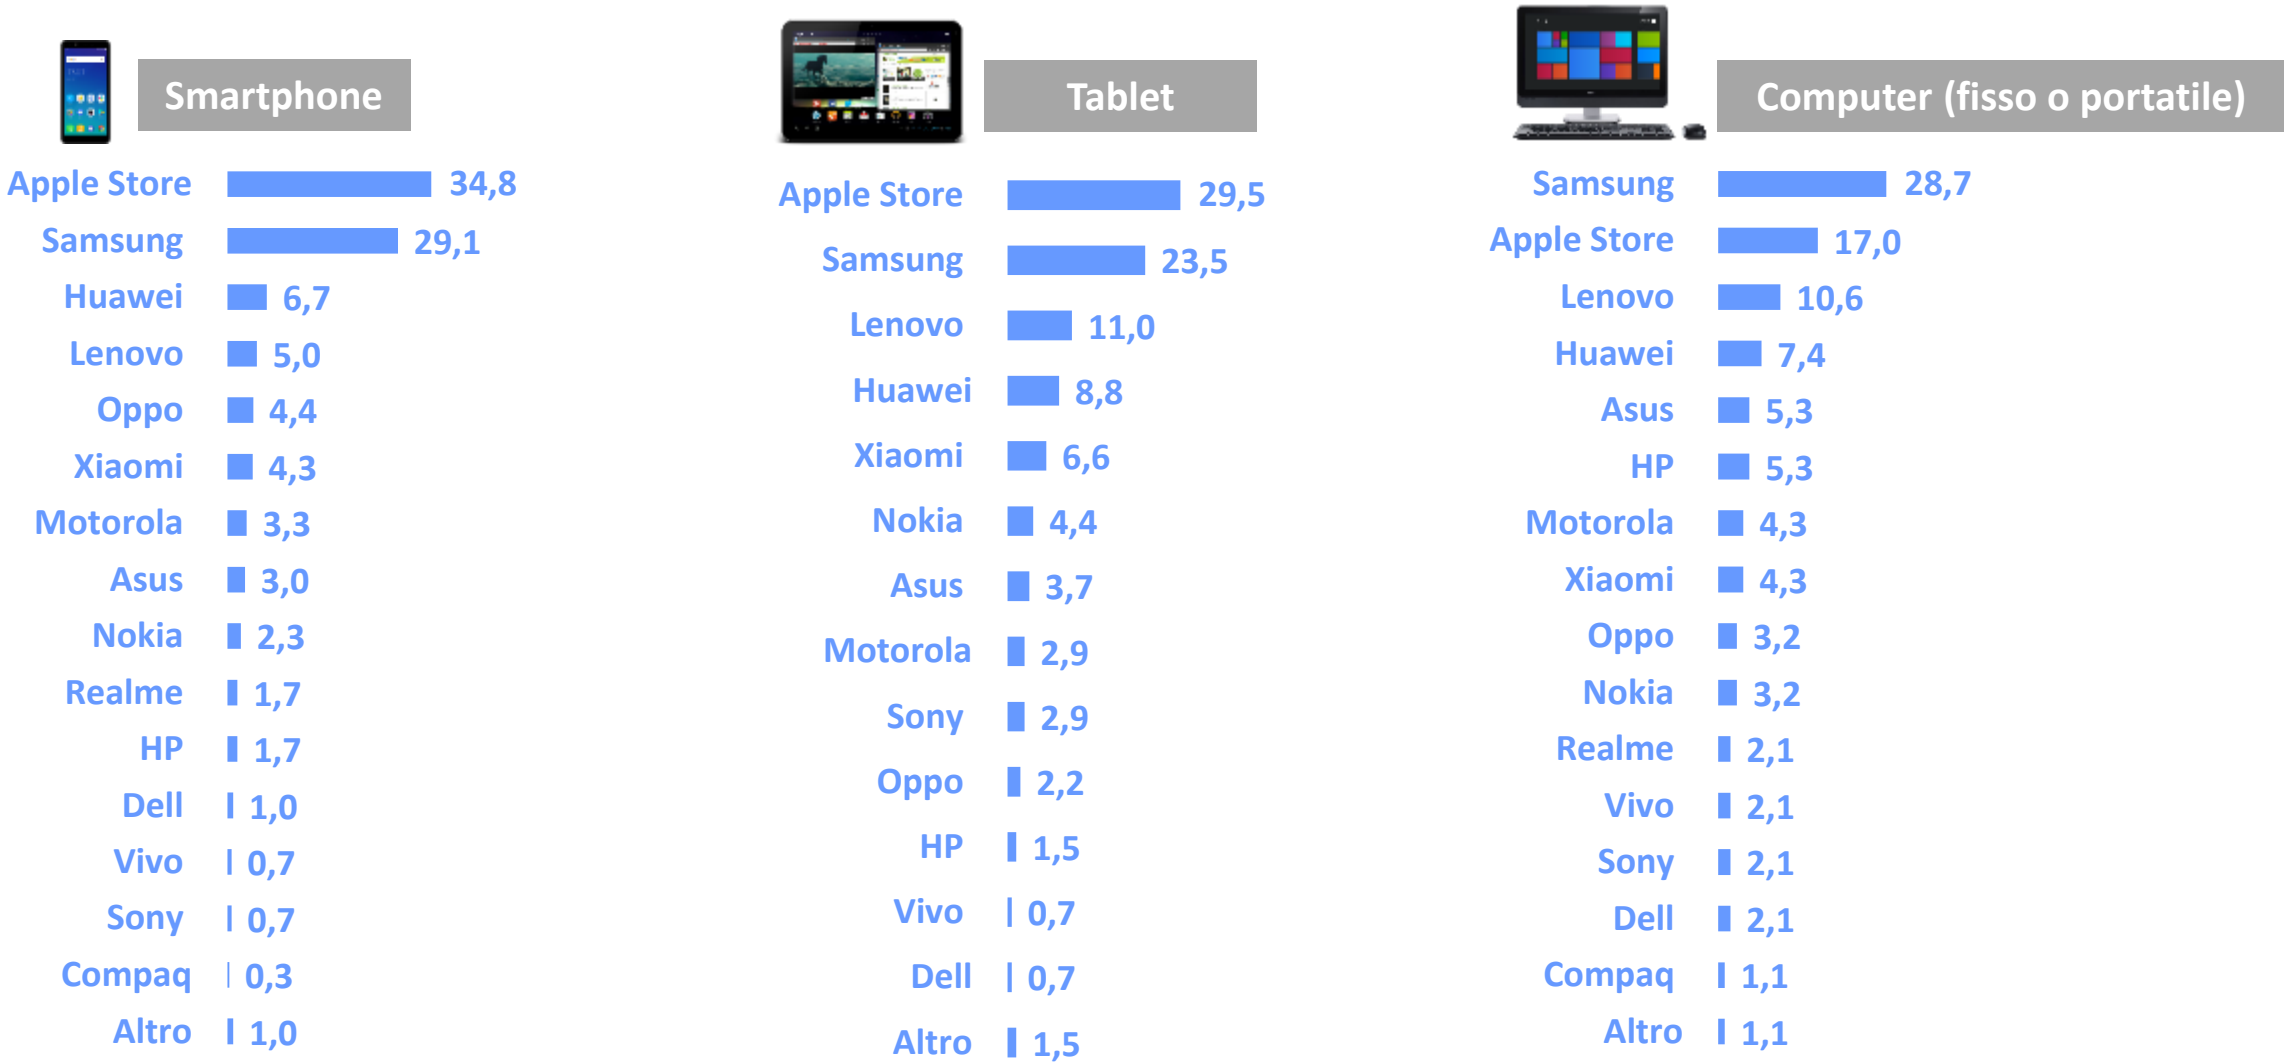 Smartphone
Apple Store 34,8
Samsung 29,1
Huawei 6,7
Lenovo 5,0
Oppo 4,4
Xiaomi 4,3
Motorola 3,3
Asus 3,0
Nokia 2,3
Realme 1,7
HP 1,7
Dell 1,0
Vivo 0,7
Sony 0,7
Compaq 0,3
Altro 1,0
Tablet
Apple Store 29,5
Samsung 23,5
Lenovo 11,0
Huawei 8,8
Xiaomi 6,6
Nokia 4,4
Asus 3,7
Motorola 2,9
Sony 2,9
Oppo 2,2
HP 1,5
Vivo 0,7
Dell 0,7
Altro 1,5
Computer (fisso o portatile)
Samsung 28,7
Apple Store 17,0
Lenovo 10,6
Huawei 7,4
Asus 5,3
HP 5,3
Motorola 4,3
Xiaomi 4,3
Oppo 3,2
Nokia 3,2
Realme 2,1
Vivo 2,1
Sony 2,1
Dell 2,1
Compaq 1,1
Altro 1,1